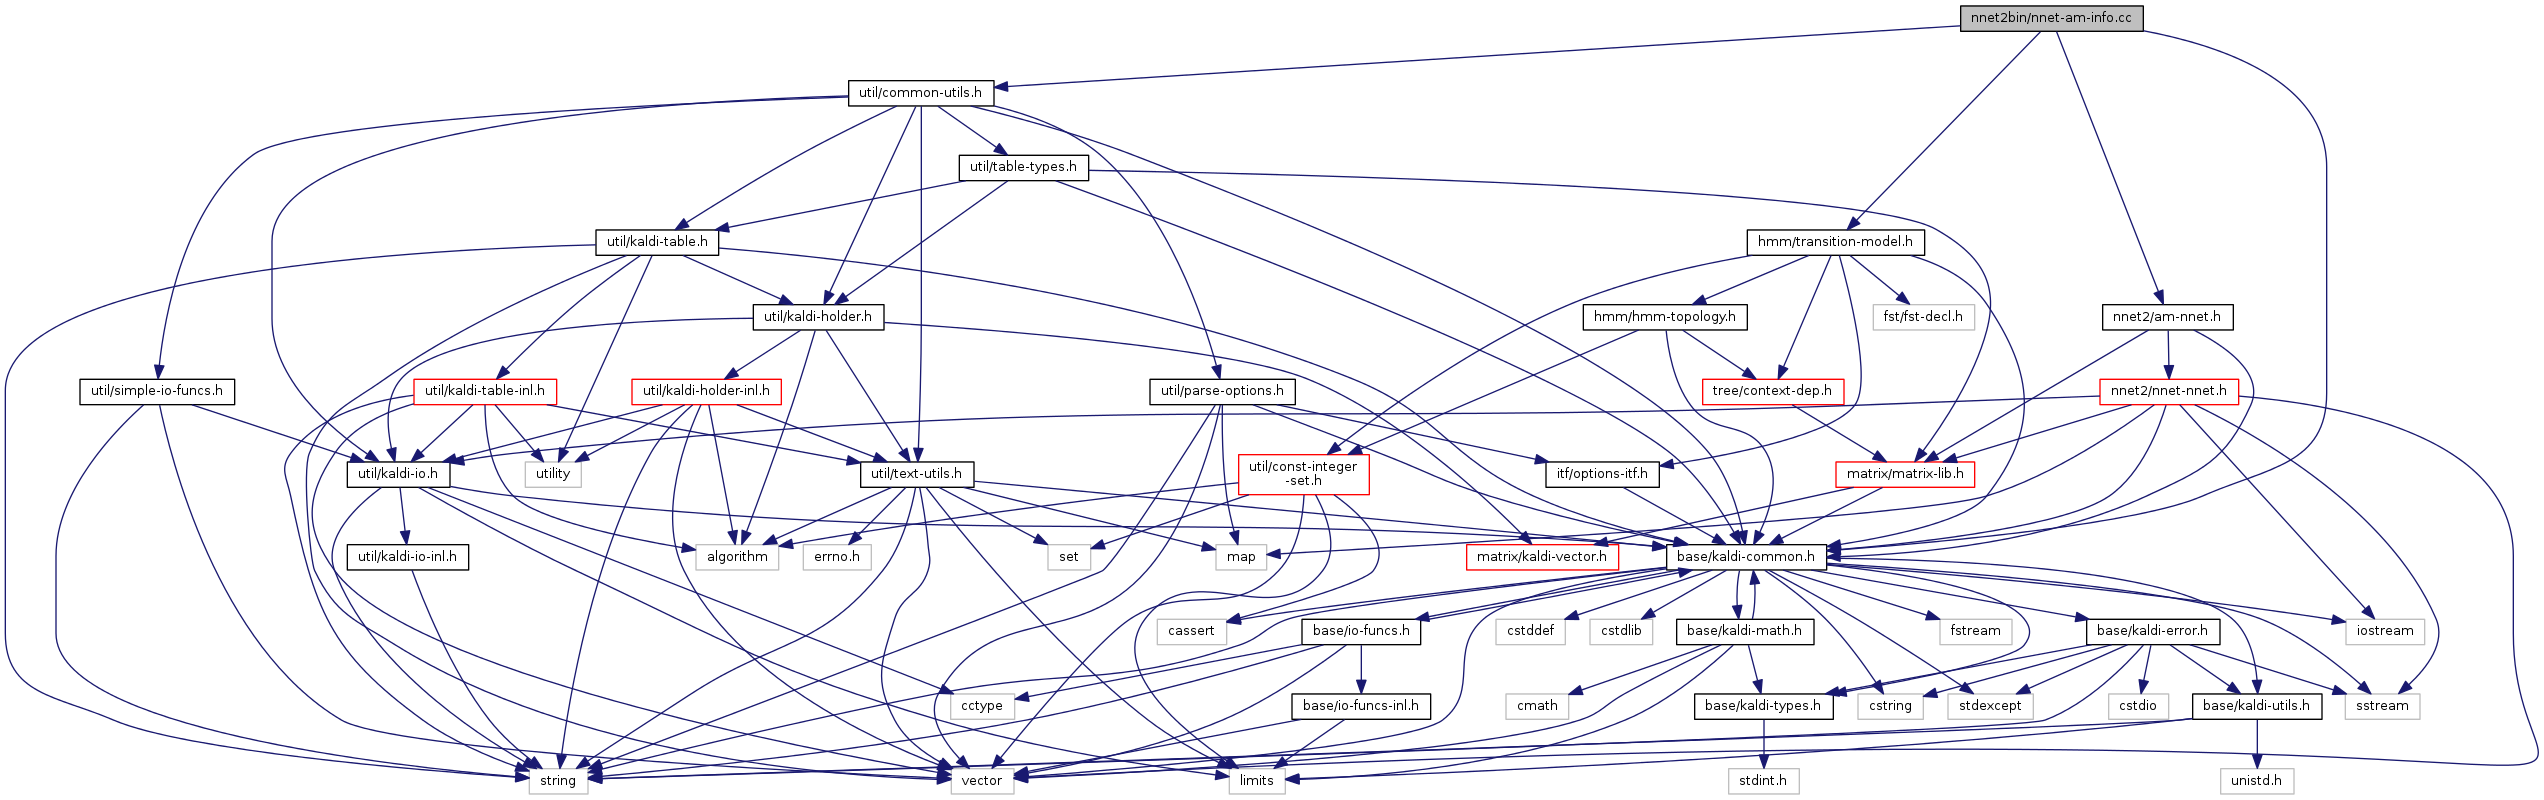 nnet2bin/nnet-am-info.cc
util/common-utils.h
util/table-types.h
util/kaldi-table.h
hmm/transition-model.h
util/kaldi-holder.h
hmm/hmm-topology.h
fst/fst-decl.h
nnet2/am-nnet.h
util/simple-io-funcs.h
util/kaldi-table-inl.h
util/kaldi-holder-inl.h
util/parse-options.h
tree/context-dep.h
nnet2/nnet-nnet.h
util/kaldi-io.h
utility
util/text-utils.h
util/const-integer
-set.h
itf/options-itf.h
matrix/matrix-lib.h
util/kaldi-io-inl.h
algorithm
errno.h
set
map
matrix/kaldi-vector.h
base/kaldi-common.h
cassert
base/io-funcs.h
cstddef
cstdlib
base/kaldi-math.h
fstream
base/kaldi-error.h
iostream
cctype
base/io-funcs-inl.h
cmath
base/kaldi-types.h
cstring
stdexcept
cstdio
base/kaldi-utils.h
sstream
string
vector
limits
stdint.h
unistd.h